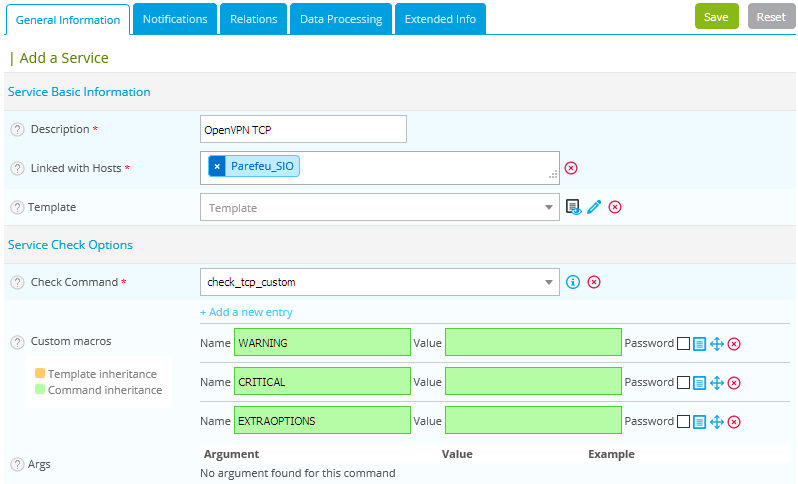 General Information Notifications Relations Data Processing Extended Info Save Reset
| Add a Service
Service Basic Information
? Description * OpenVPN TCP
? Linked with Hosts * × Parefeu_SIO
? Template Template
Service Check Options
? Check Command * check_tcp_custom
+ Add a new entry
? Custom macros Name WARNING Value Password
Template inheritance
Command inheritance
Name CRITICAL Value Password
Name EXTRAOPTIONS Value Password
Argument Value Example
? Args No argument found for this command